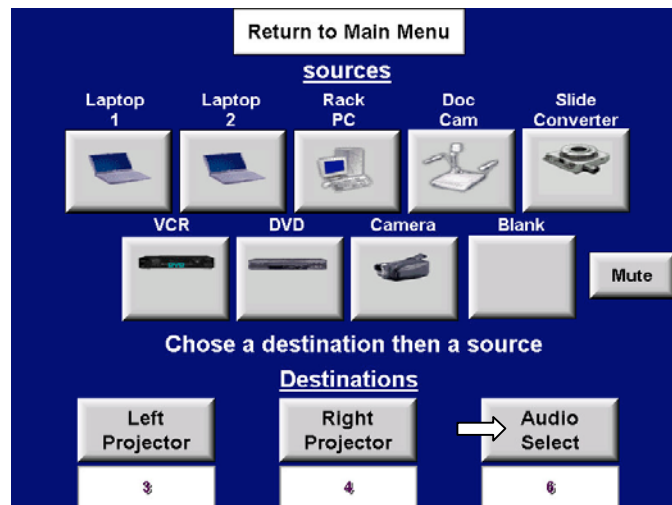 Return to Main Menu
sources
Laptop 1
Laptop 2
Rack PC
Doc Cam
Slide Converter
VCR
DVD
Camera
Blank
Mute
Chose a destination then a source
Destinations
Left Projector
Right Projector
Audio Select
3
4
6